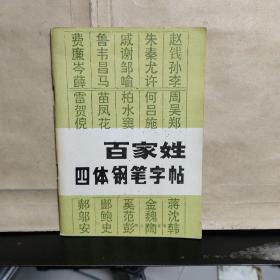 赵钱孙李
朱秦尤许
戚谢邹喻
鲁韦昌马
费廉岑薛
周吴郑
何吕施
柏水窦
苗凤花
雷贺倪
百家姓
四体钢笔字帖
蒋沈韩
金魏陶
奚范彭
酆鲍史
郝邬安